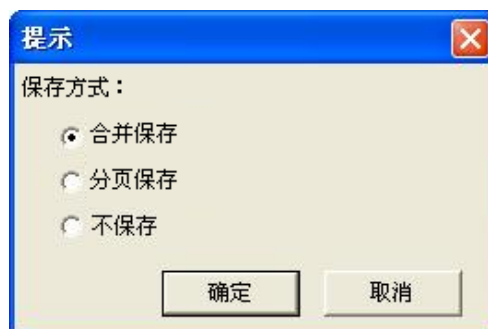 提示
保存方式：
合并保存
分页保存
不保存
确定 取消